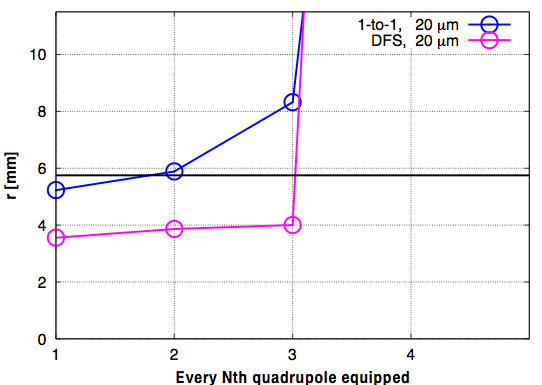 1-to-1, 20 μm
DFS, 20 μm
10
8
6
4
2
0
r [mm]
1 2 3 4
Every Nth quadrupole equipped